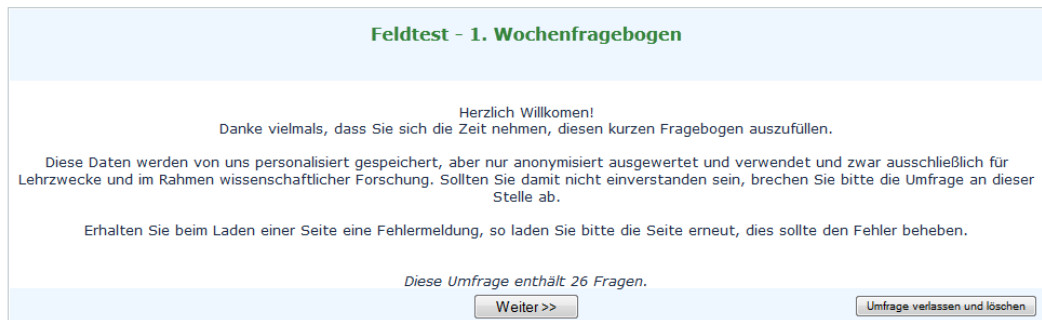 Feldtest - 1. Wochenfragebogen
Herzlich Willkomen!
Danke vielmals, dass Sie sich die Zeit nehmen, diesen kurzen Fragebogen auszufüllen.
Diese Daten werden von uns personalisiert gespeichert, aber nur anonymisiert ausgewertet und verwendet und zwar ausschließlich für
Lehrzwecke und im Rahmen wissenschaftlicher Forschung. Sollten Sie damit nicht einverstanden sein, brechen Sie bitte die Umfrage an dieser
Stelle ab.
Erhalten Sie beim Laden einer Seite eine Fehlermeldung, so laden Sie bitte die Seite erneut, dies sollte den Fehler beheben.
Diese Umfrage enthält 26 Fragen.
Weiter >> Umfrage verlassen und löschen